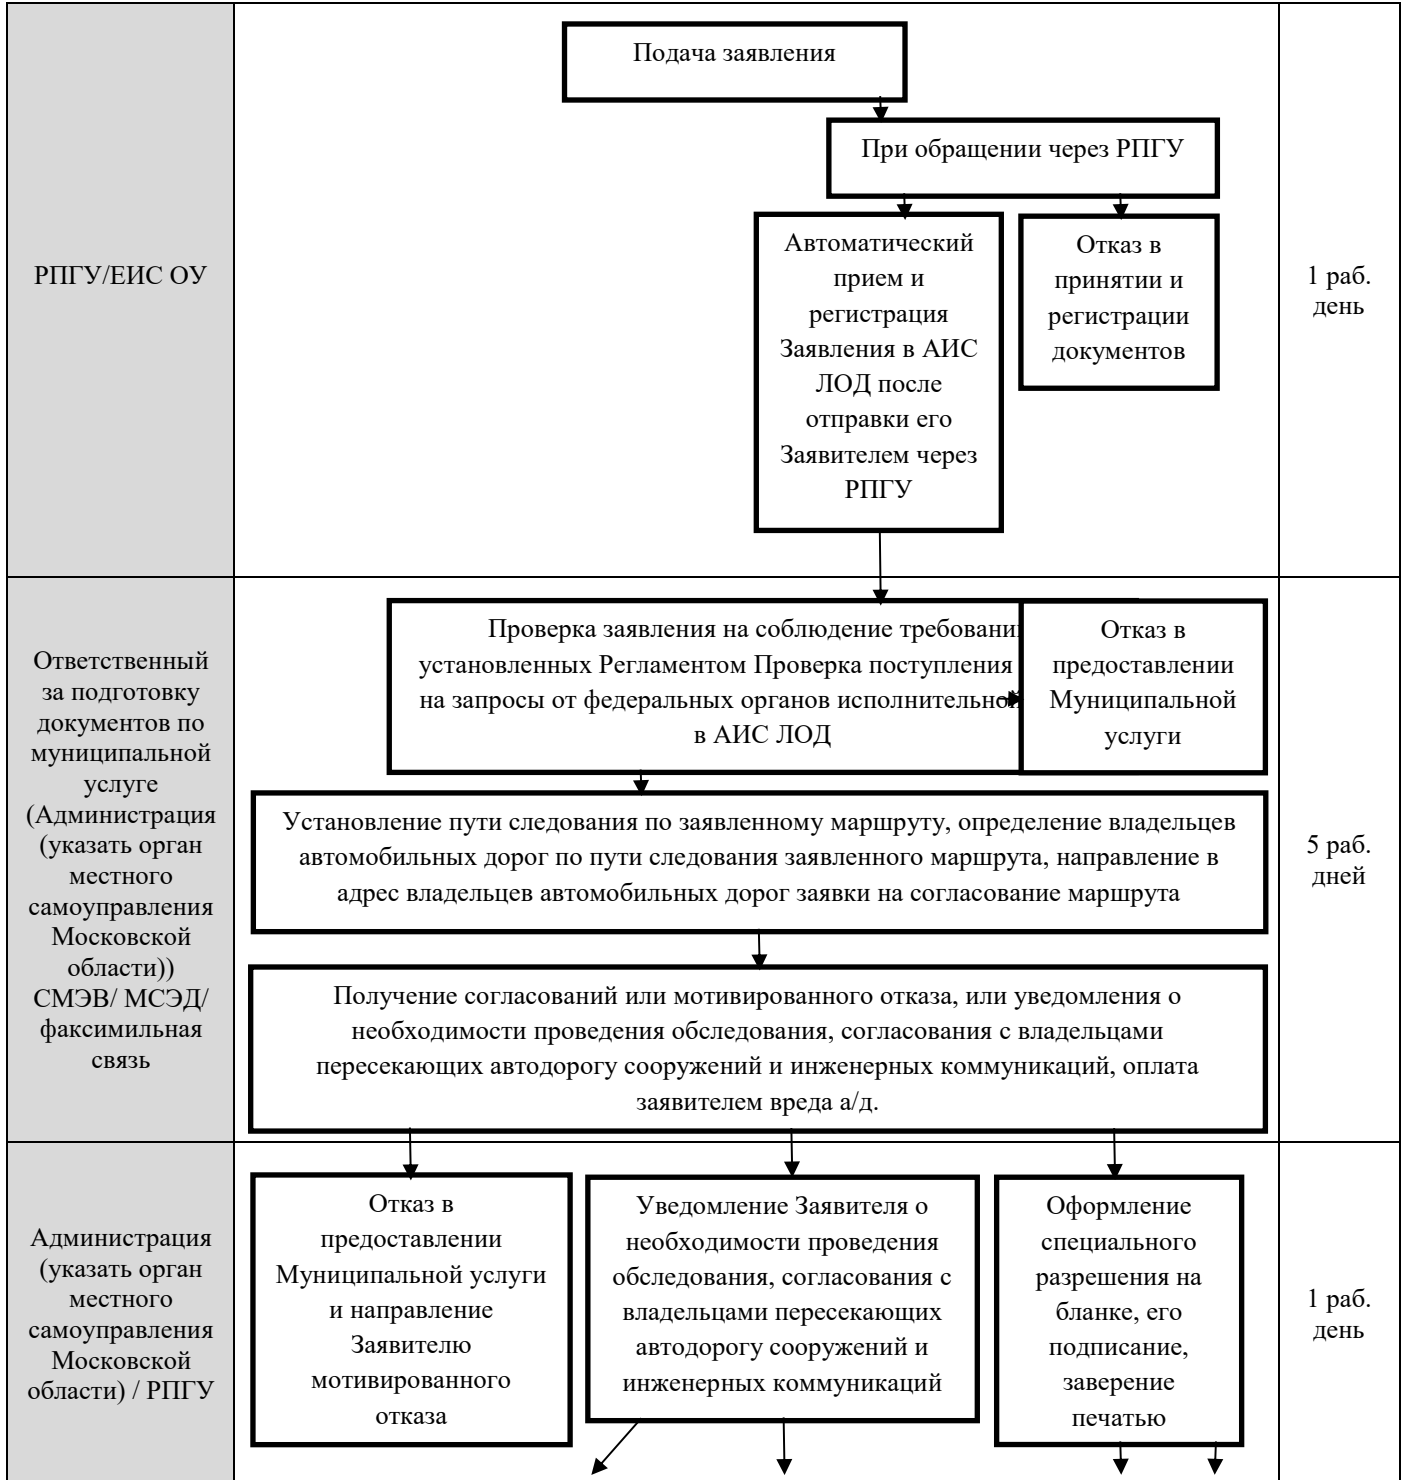 Подача заявления
При обращении через РПГУ
РПГУ/ЕИС ОУ
Автоматический
прием и
регистрация
Заявления в АИС
ЛОД после
отправки его
Заявителем через
РПГУ
Отказ в
принятии и
регистрации
документов
1 раб.
день
Ответственный
за подготовку
документов по
муниципальной
услуге
(Администрация
(указать орган
местного
самоуправления
Московской
области))
СМЭВ/ МСЭД/
факсимильная
связь
Проверка заявления на соблюдение
установленных Регламентом Проверка поступления
на запросы от федеральных органов
в АИС ЛОД
Отказ в
предоставлении
Муниципальной
услуги
Установление пути следования по заявленному маршруту, определение владельцев
автомобильных дорог по пути следования заявленного маршрута, направление в
адрес владельцев автомобильных дорог заявки на согласование маршрута
Получение согласований или мотивированного отказа, или уведомления о
необходимости проведения обследования, согласования с владельцами
пересекающих автодорогу сооружений и инженерных коммуникаций, оплата
заявителем вреда а/д.
5 раб.
дней
Администрация
(указать орган
местного
самоуправления
Московской
области) / РПГУ
Отказ в
предоставлении
Муниципальной услуги
и направление
Заявителю
мотивированного
отказа
Уведомление Заявителя о
необходимости проведения
обследования, согласования с
владельцами пересекающих
автодорогу сооружений и
инженерных коммуникаций
Оформление
специального
разрешения на
бланке, его
подписание,
заверение
печатью
1 раб.
день